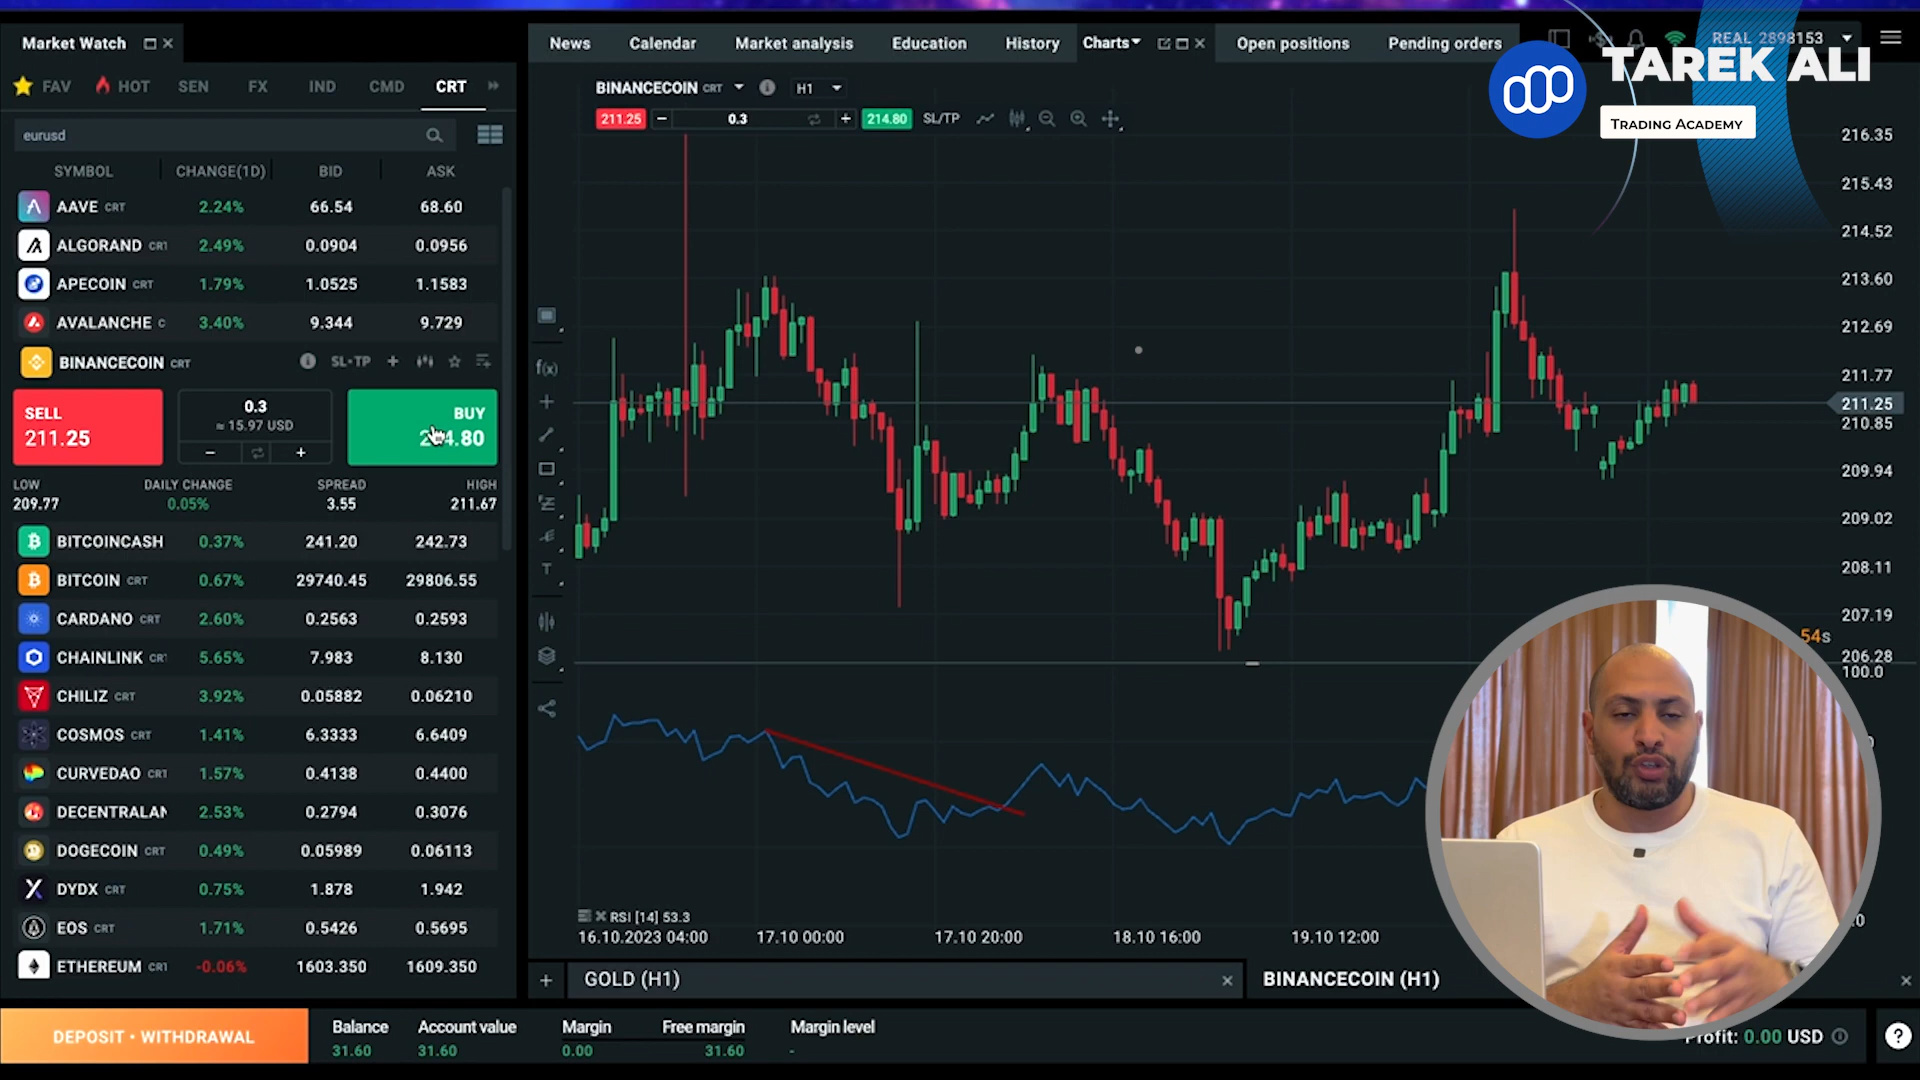 Market Watch
News Calendar Market analysis Education History Charts Open positions Pending orders
REAL 2898153
TAREK ALI
Trading Academy
FAV HOT SEN FX IND CMD CRT
eurusd
SYMBOL CHANGE(1D) BID ASK
AAVE CRT 2.24% 66.54 68.60
ALGORAND CRT 2.49% 0.0904 0.0956
APECOIN CRT 1.79% 1.0525 1.1583
AVALANCHE C 3.40% 9.344 9.729
BINANCECOIN CRT SL•TP
SELL 0.3 BUY
211.25 ≈ 15.97 USD
LOW DAILY CHANGE SPREAD HIGH
209.77 0.05% 3.55 211.67
BITCOINCASH 0.37% 241.20 242.73
BITCOIN CRT 0.67% 29740.45 29806.55
CARDANO CRT 2.60% 0.2563 0.2593
CHAINLINK CRT 5.65% 7.983 8.130
CHILIZ CRT 3.92% 0.05882 0.06210
COSMOS CRT 1.41% 6.3333 6.6409
CURVEDAO CRT 1.57% 0.4138 0.4400
DECENTRALAN 2.53% 0.2794 0.3076
DOGECOIN CRT 0.49% 0.05989 0.06113
DYDX CRT 0.75% 1.878 1.942
EOS CRT 1.71% 0.5426 0.5695
ETHEREUM CRT -0.06% 1603.350 1609.350
BINANCECOIN CRT H1
211.25 0.3 214.80 SL/TP
f(x)
T
216.35
215.43
214.52
213.60
212.69
211.77
211.25
210.85
209.94
209.02
208.11
207.19
54s
206.28
100.0
RSI [14] 53.3
16.10.2023 04:00 17.10 00:00 17.10 20:00 18.10 16:00 19.10 12:00
GOLD (H1) BINANCECOIN (H1)
DEPOSIT • WITHDRAWAL
Balance Account value Margin Free margin Margin level
31.60 31.60 0.00 31.60 -
Profit: 0.00 USD